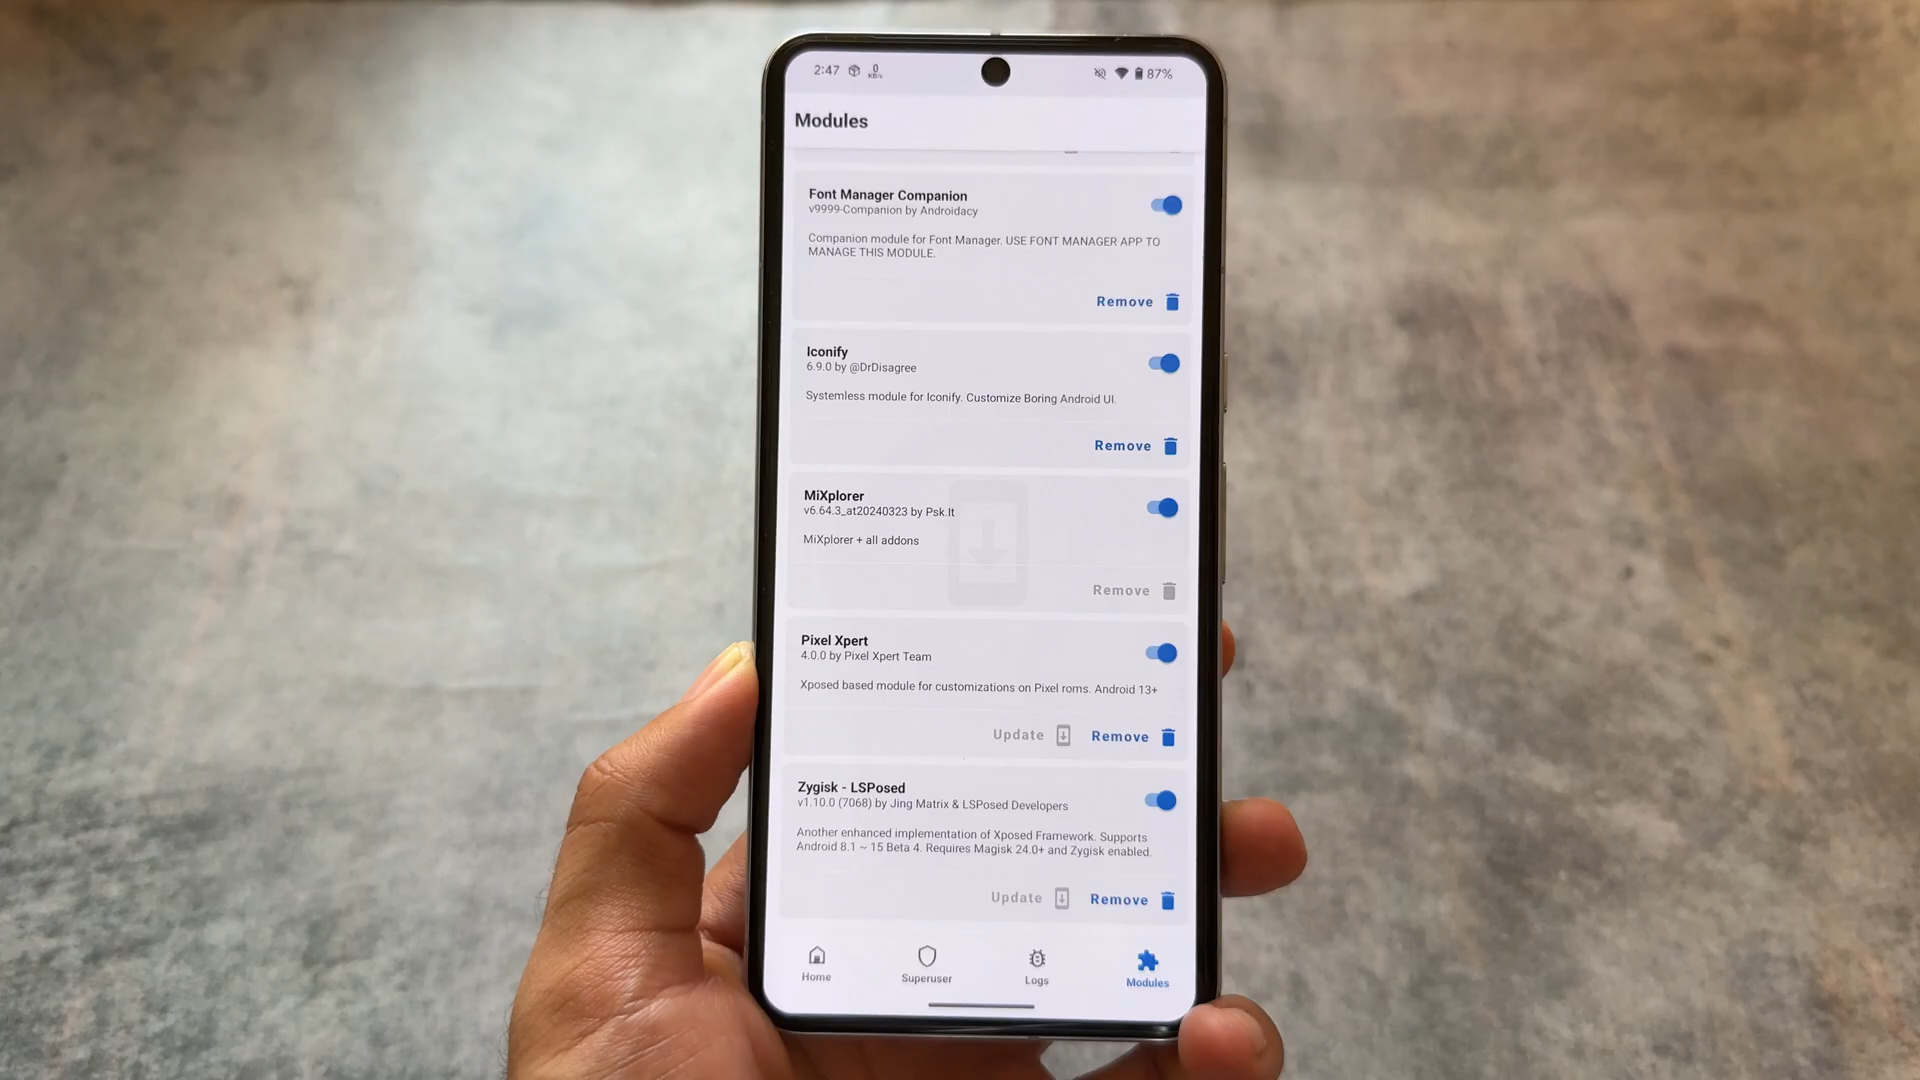 2:47 0 KB/s 87%
Modules
Font Manager Companion
v9999-Companion by Androidacy
Companion module for Font Manager. USE FONT MANAGER APP TO
MANAGE THIS MODULE.
Remove
Iconify
6.9.0 by @DrDisagree
Systemless module for Iconify. Customize Boring Android UI.
Remove
MiXplorer
v6.64.3_at20240323 by Psk.It
MiXplorer + all addons
Remove
Pixel Xpert
4.0.0 by Pixel Xpert Team
Xposed based module for customizations on Pixel roms. Android 13+
Update Remove
Zygisk - LSPosed
v1.10.0 (7068) by Jing Matrix & LSPosed Developers
Another enhanced implementation of Xposed Framework. Supports
Android 8.1 ~ 15 Beta 4. Requires Magisk 24.0+ and Zygisk enabled.
Update Remove
Home Superuser Logs Modules